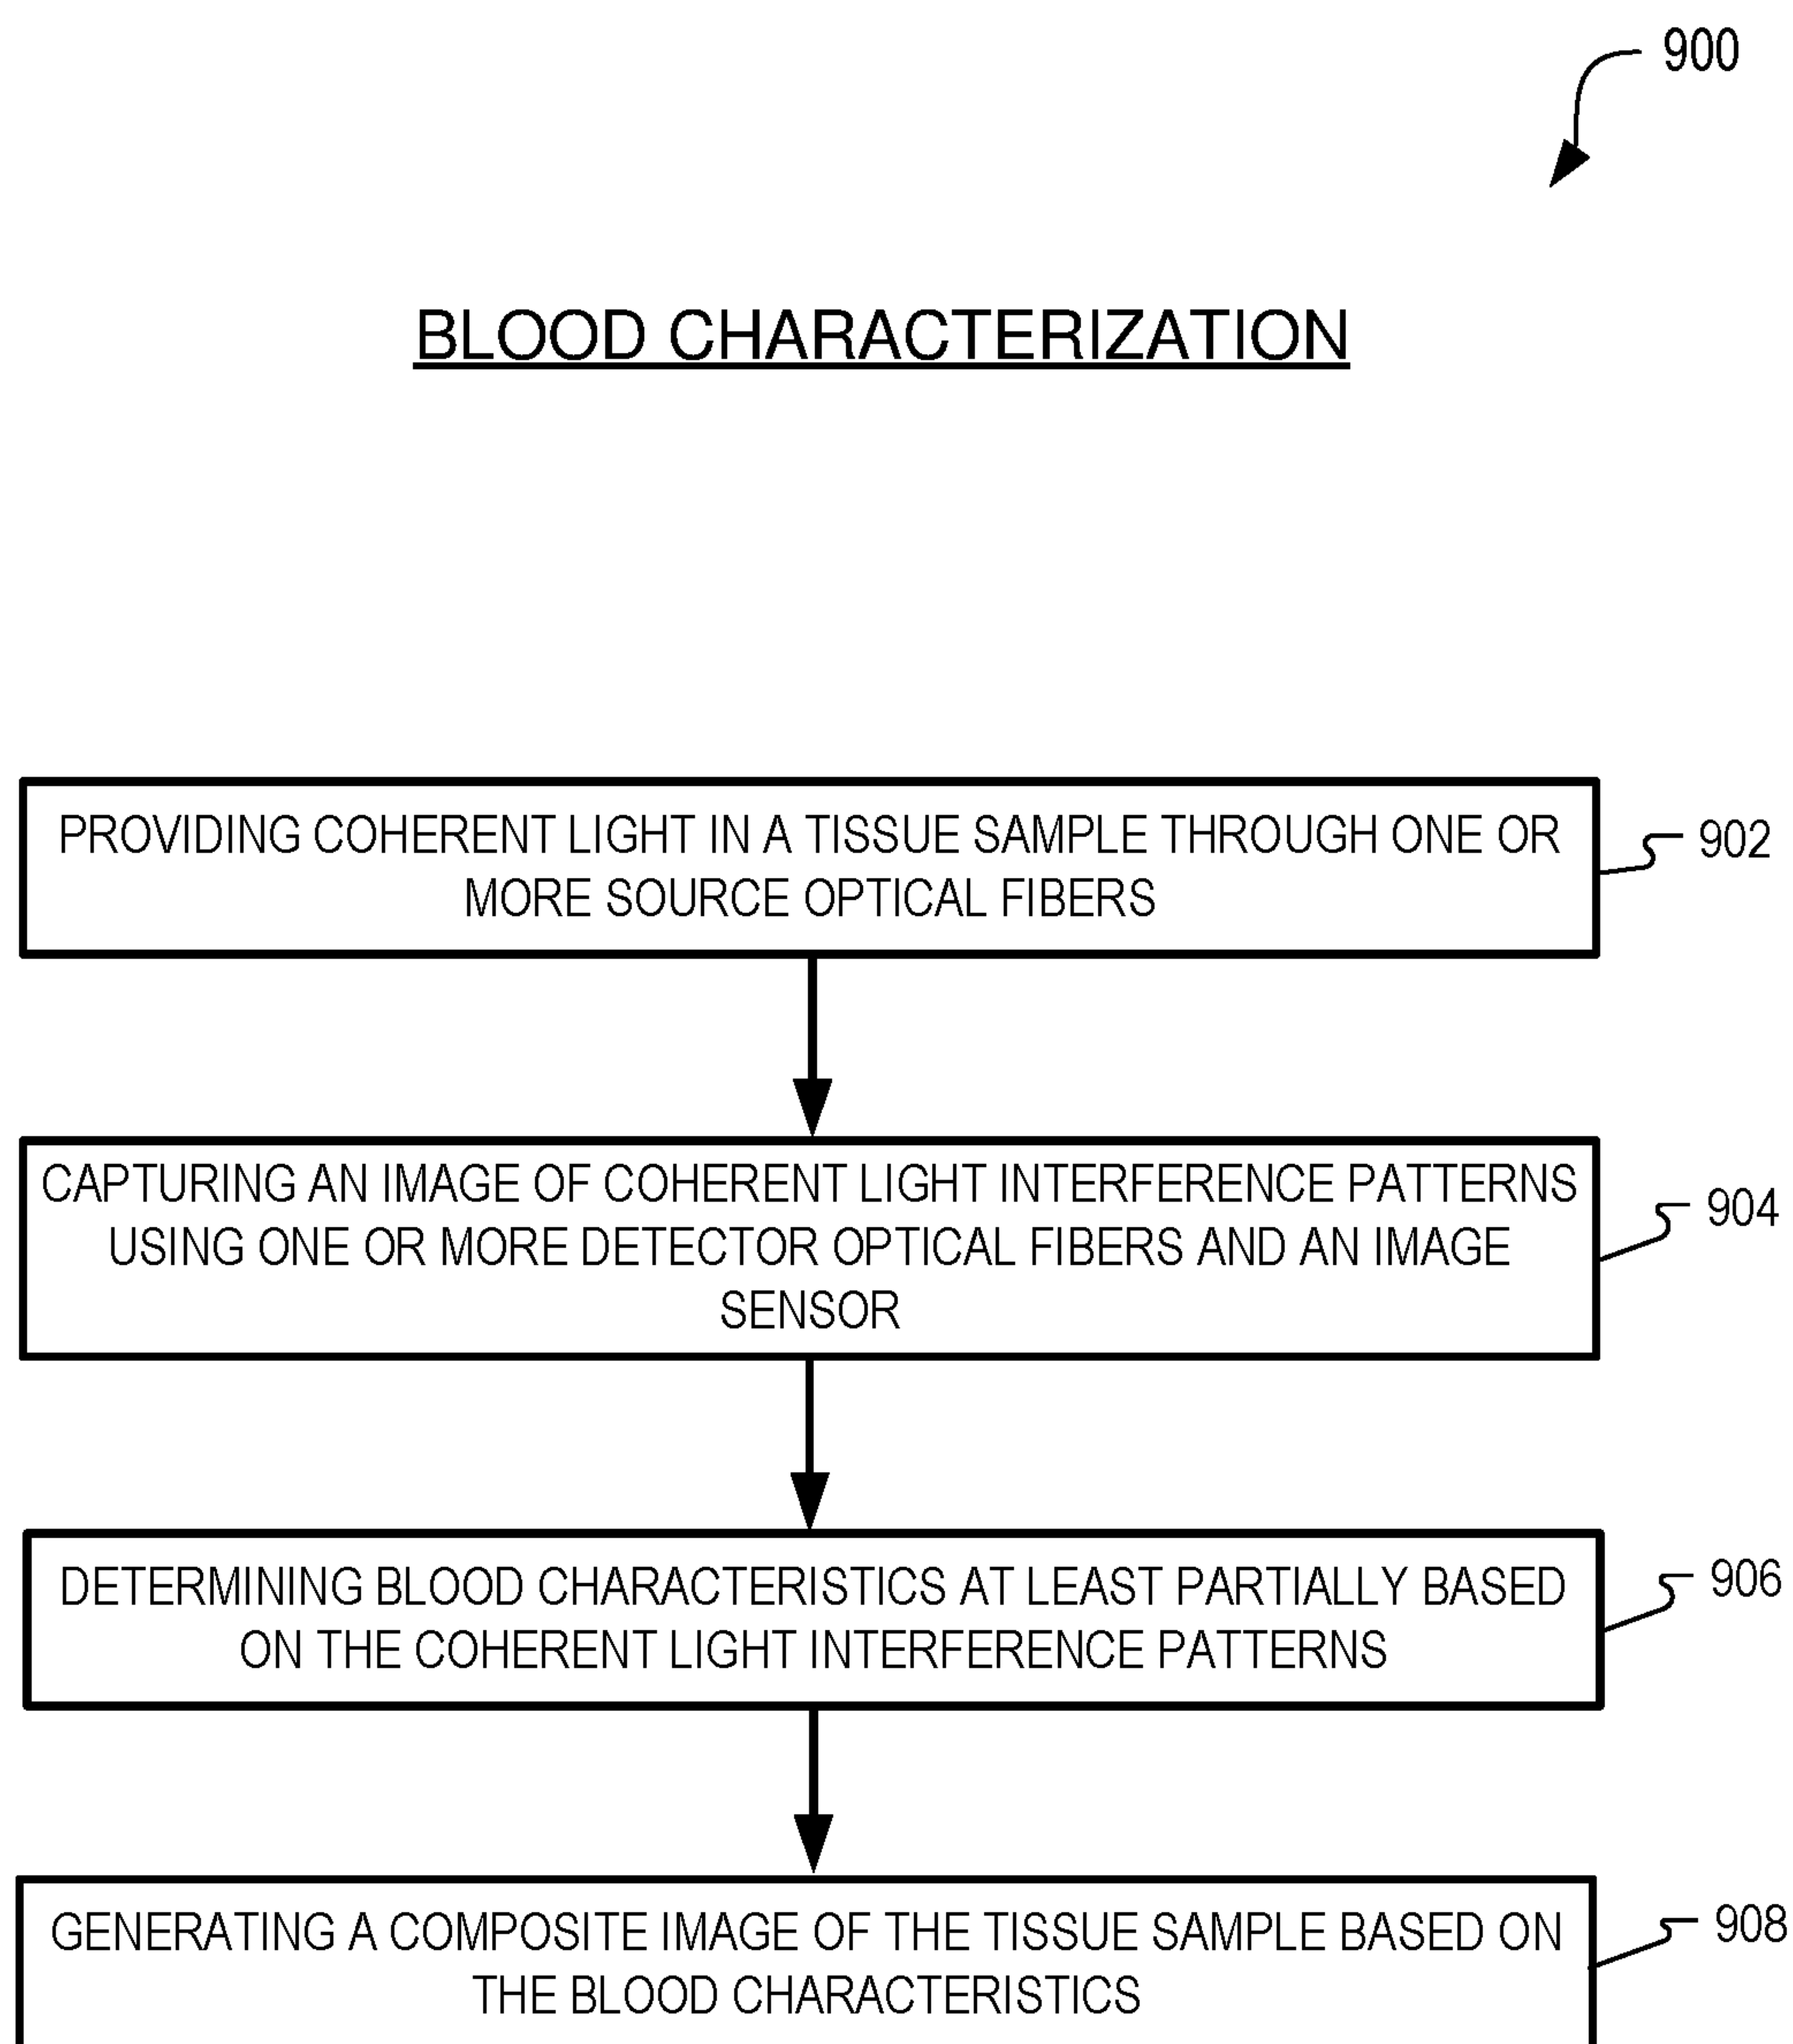 900
BLOOD CHARACTERIZATION
PROVIDING COHERENT LIGHT IN A TISSUE SAMPLE THROUGH ONE OR
MORE SOURCE OPTICAL FIBERS
902
CAPTURING AN IMAGE OF COHERENT LIGHT INTERFERENCE PATTERNS
USING ONE OR MORE DETECTOR OPTICAL FIBERS AND AN IMAGE
SENSOR
904
DETERMINING BLOOD CHARACTERISTICS AT LEAST PARTIALLY BASED
ON THE COHERENT LIGHT INTERFERENCE PATTERNS
906
GENERATING A COMPOSITE IMAGE OF THE TISSUE SAMPLE BASED ON
THE BLOOD CHARACTERISTICS
908